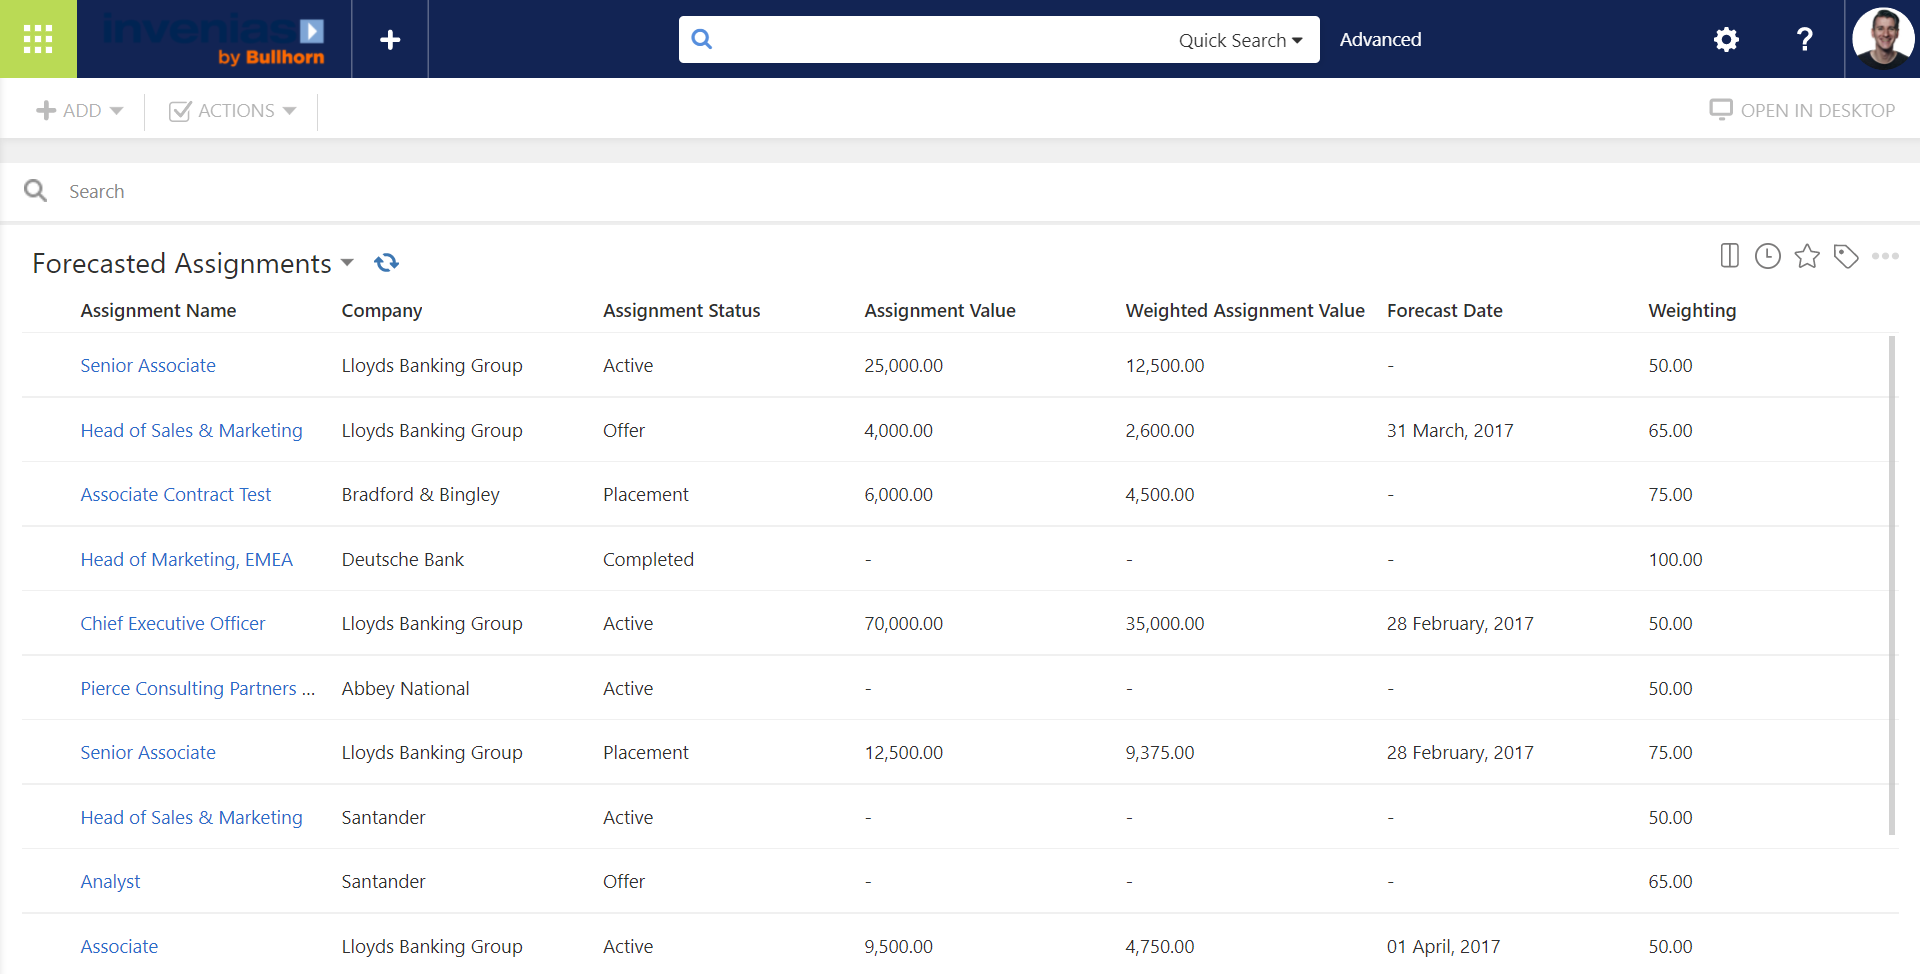 invenias
by Bullhorn
Quick Search
Advanced
?
ADD
ACTIONS
OPEN IN DESKTOP
Search
Forecasted Assignments
Assignment Name Company Assignment Status Assignment Value Weighted Assignment Value Forecast Date Weighting
Senior Associate Lloyds Banking Group Active 25,000.00 12,500.00 - 50.00
Head of Sales & Marketing Lloyds Banking Group Offer 4,000.00 2,600.00 31 March, 2017 65.00
Associate Contract Test Bradford & Bingley Placement 6,000.00 4,500.00 - 75.00
Head of Marketing, EMEA Deutsche Bank Completed - - - 100.00
Chief Executive Officer Lloyds Banking Group Active 70,000.00 35,000.00 28 February, 2017 50.00
Pierce Consulting Partners ... Abbey National Active - - - 50.00
Senior Associate Lloyds Banking Group Placement 12,500.00 9,375.00 28 February, 2017 75.00
Head of Sales & Marketing Santander Active - - - 50.00
Analyst Santander Offer - - - 65.00
Associate Lloyds Banking Group Active 9,500.00 4,750.00 01 April, 2017 50.00